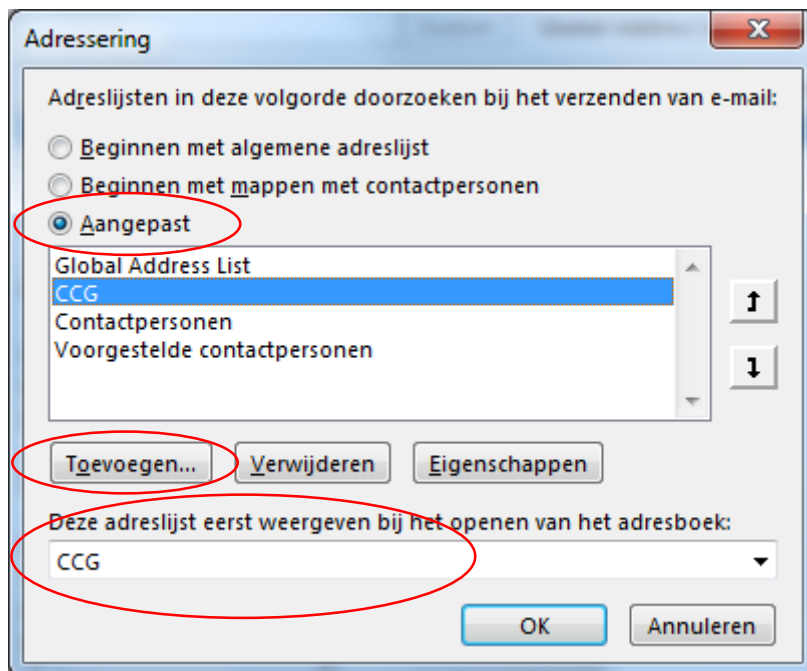 Adressering
Adreslijsten in deze volgorde doorzoeken bij het verzenden van e-mail:
Beginnen met algemene adreslijst
Beginnen met mappen met contactpersonen
Aangepast
Global Address List
CCG
Contactpersonen
Voorgestelde contactpersonen
Toevoegen... Verwijderen Eigenschappen
Deze adreslijst eerst weergeven bij het openen van het adresboek:
CCG
OK Annuleren